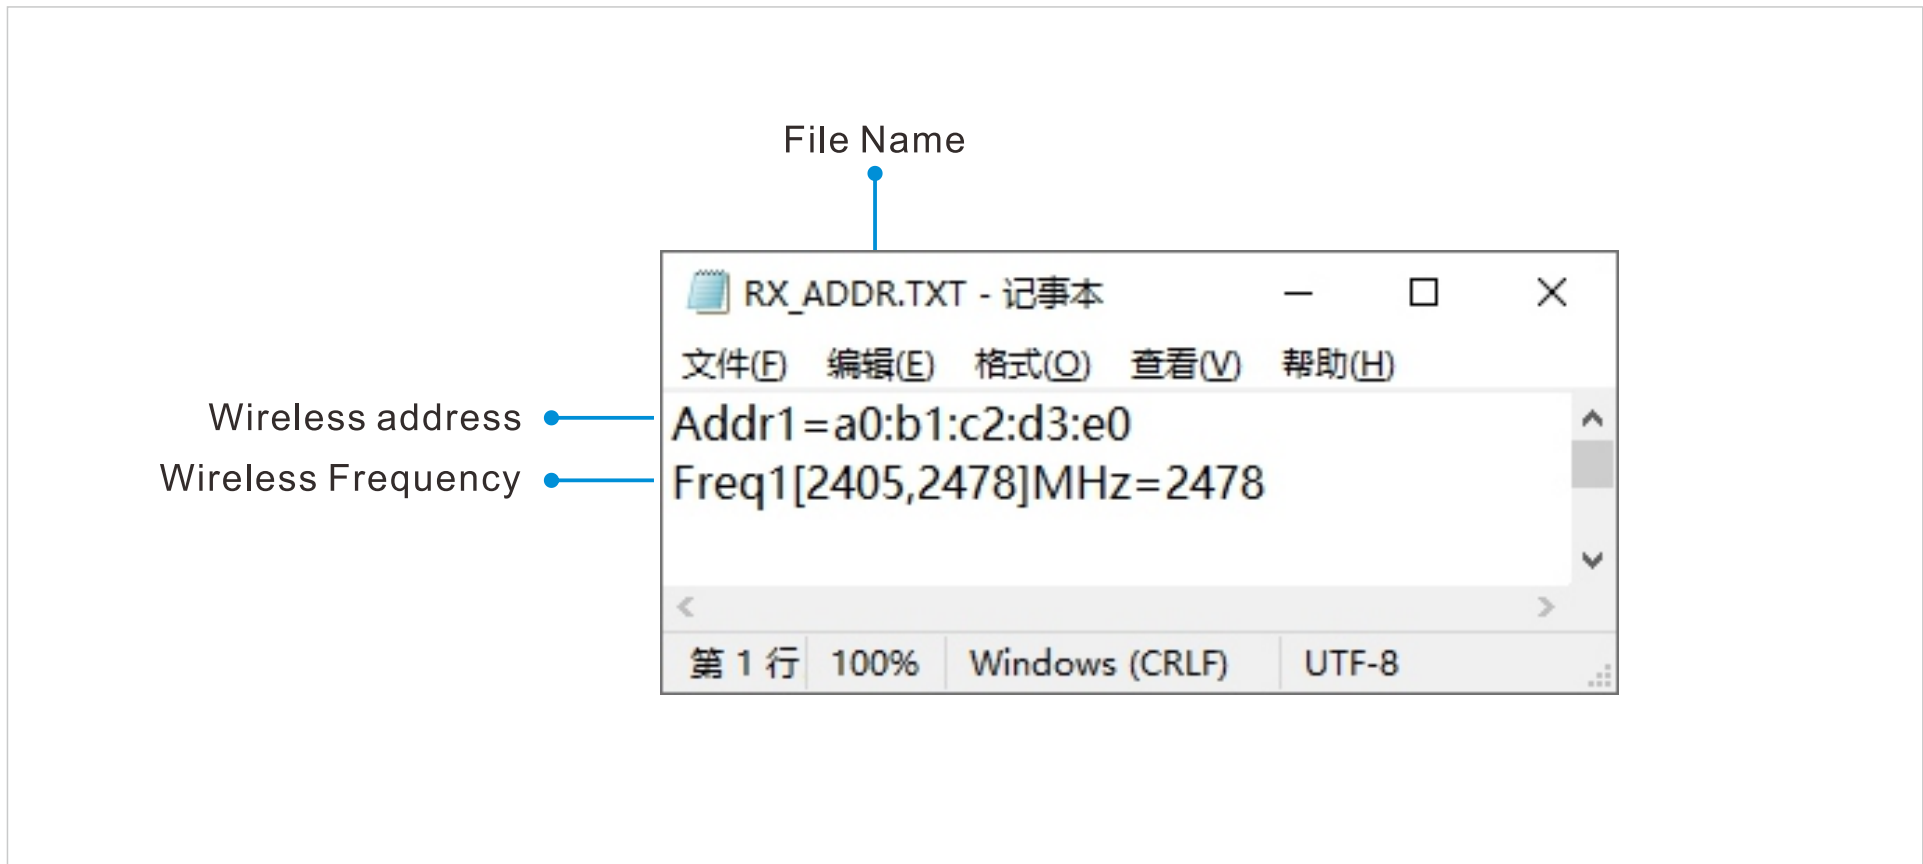 File Name
RX_ADDR.TXT - 记事本
文件(F) 编辑(E) 格式(O) 查看(V) 帮助(H)
Wireless address
Addr1=a0:b1:c2:d3:e0
Wireless Frequency
Freq1[2405,2478]MHz=2478
第 1 行 100% Windows (CRLF) UTF-8